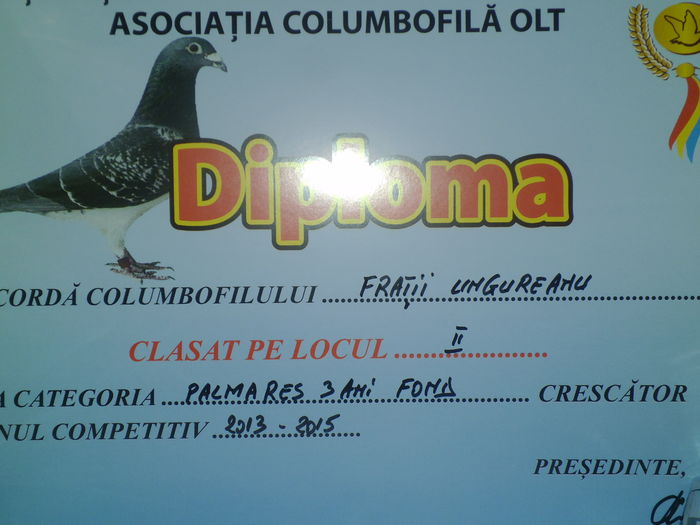 ASOCIAȚIA COLUMBOFILĂ OLT
Diploma
CORDĂ COLUMBOFILULUI FRAȚII UNGUREANU
CLASAT PE LOCUL II
A CATEGORIA PALMARES 3 ANI FOND CRESCĂTOR
NUL COMPETITIV 2013 - 2015
PREȘEDINTE,